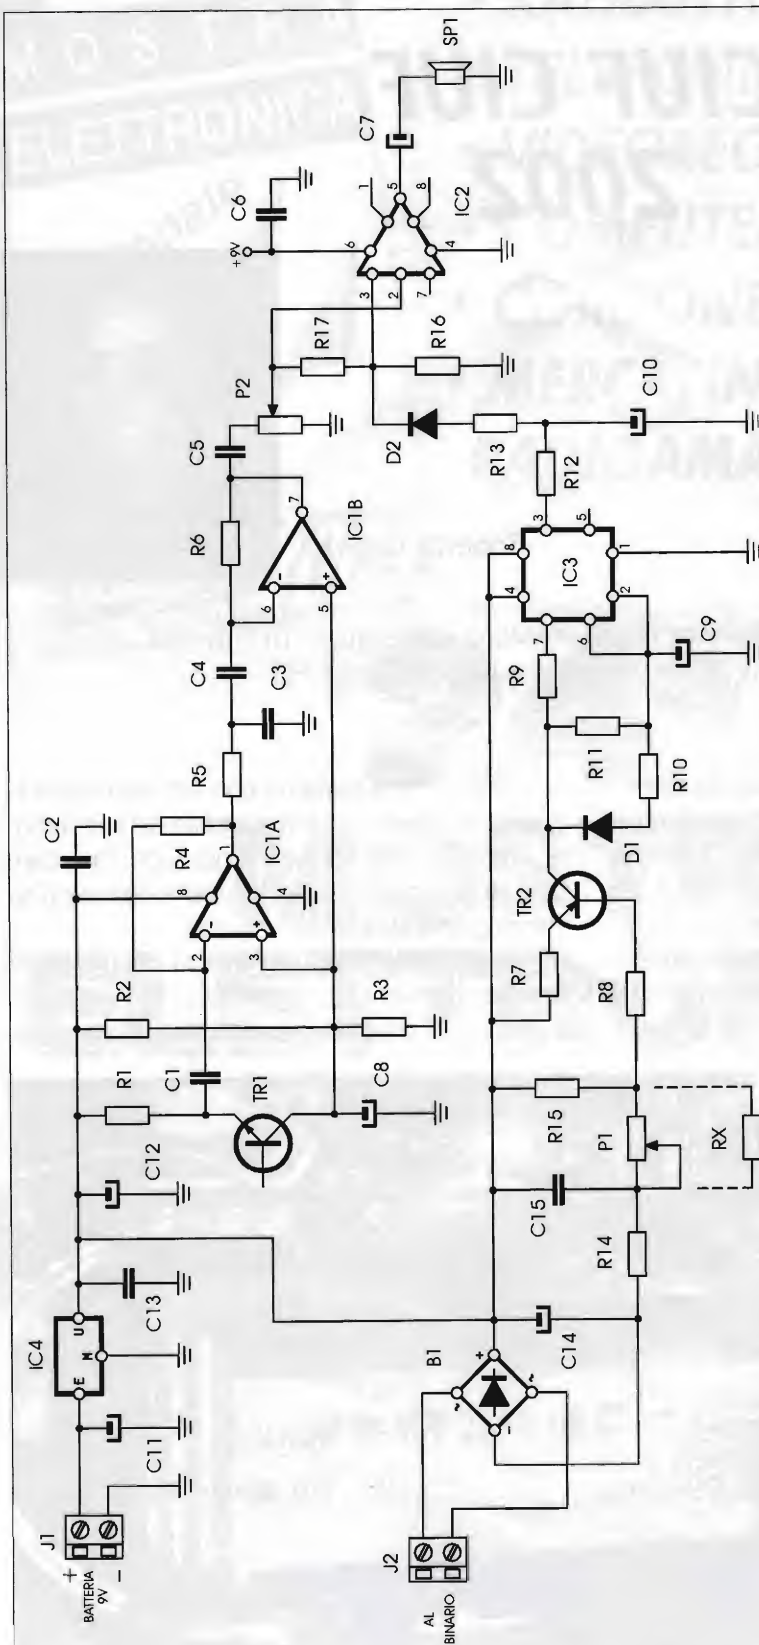 J1
+
BATTERIA
9V
-
IC4
E
M
U
C11
C13
C12
R1
R2
C2
C1
TR1
C8
R3
2
3
8
1
4
-
+
R4
IC1A
R5
C3
C4
R6
6
5
7
-
+
IC1B
C5
P2
R17
R16
+9V
C6
3
2
7
6
1
5
8
4
IC2
C7
SP1
J2
AL
BINARIO
B1
~
+
-
~
C14
R14
C15
P1
RX
R15
R8
R7
TR2
D1
R10
R11
R9
7
6
4
8
2
1
3
5
IC3
C9
R12
R13
D2
C10